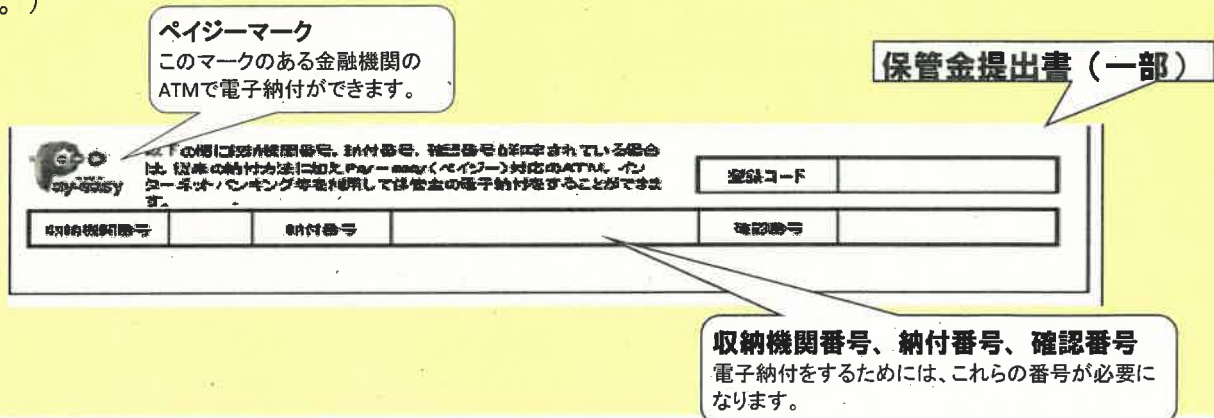 。）
ペイジーマーク
このマークのある金融機関の
ATMで電子納付ができます。
保管金提出書（一部）
Pay-easy
以下の欄に収納機関番号、納付番号、確認番号が印字されている場合
は、従来の納付方法に加えPay-easy（ペイジー）対応のATM、イン
ターネットバンキング等を利用して保管金の電子納付をすることができま
す。
登録コード
収納機関番号 納付番号 確認番号
収納機関番号、納付番号、確認番号
電子納付をするためには、これらの番号が必要に
なります。